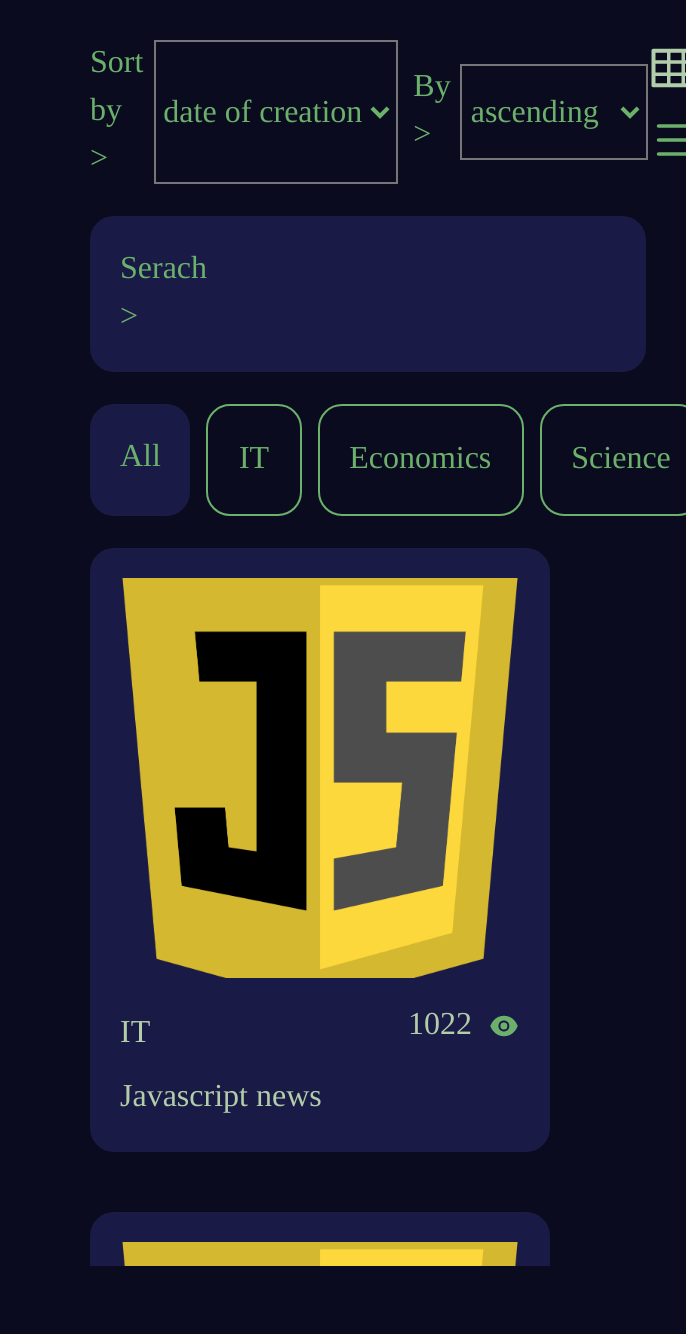 Sort
by
>
date of creation
By
>
ascending
Serach
>
All IT Economics Science
JS
IT 1022
Javascript news